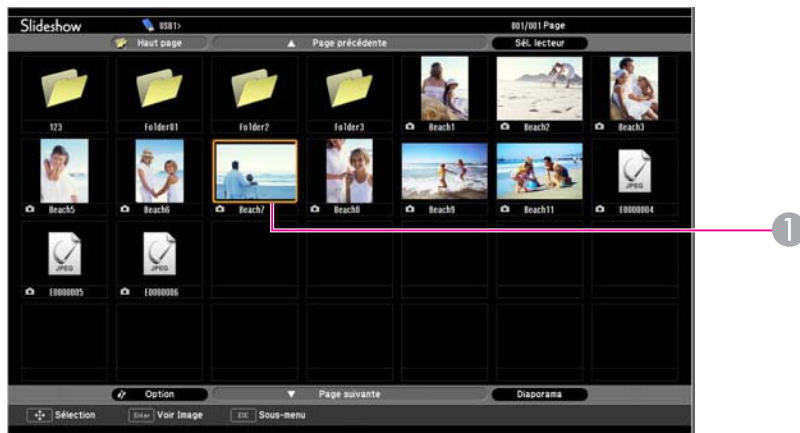 Slideshow USB1> 001/001 Page
Haut page ▲ Page précédente Sél. lecteur
123 Folder01 Folder2 Folder3 Beach1 Beach2 Beach3
JPEG
Beach5 Beach6 Beach7 Beach8 Beach9 Beach11 E0000004
JPEG JPEG
E0000005 E0000006
Option ▼ Page suivante Diaporama
Sélection Enter Voir Image ESC Sous-menu
1